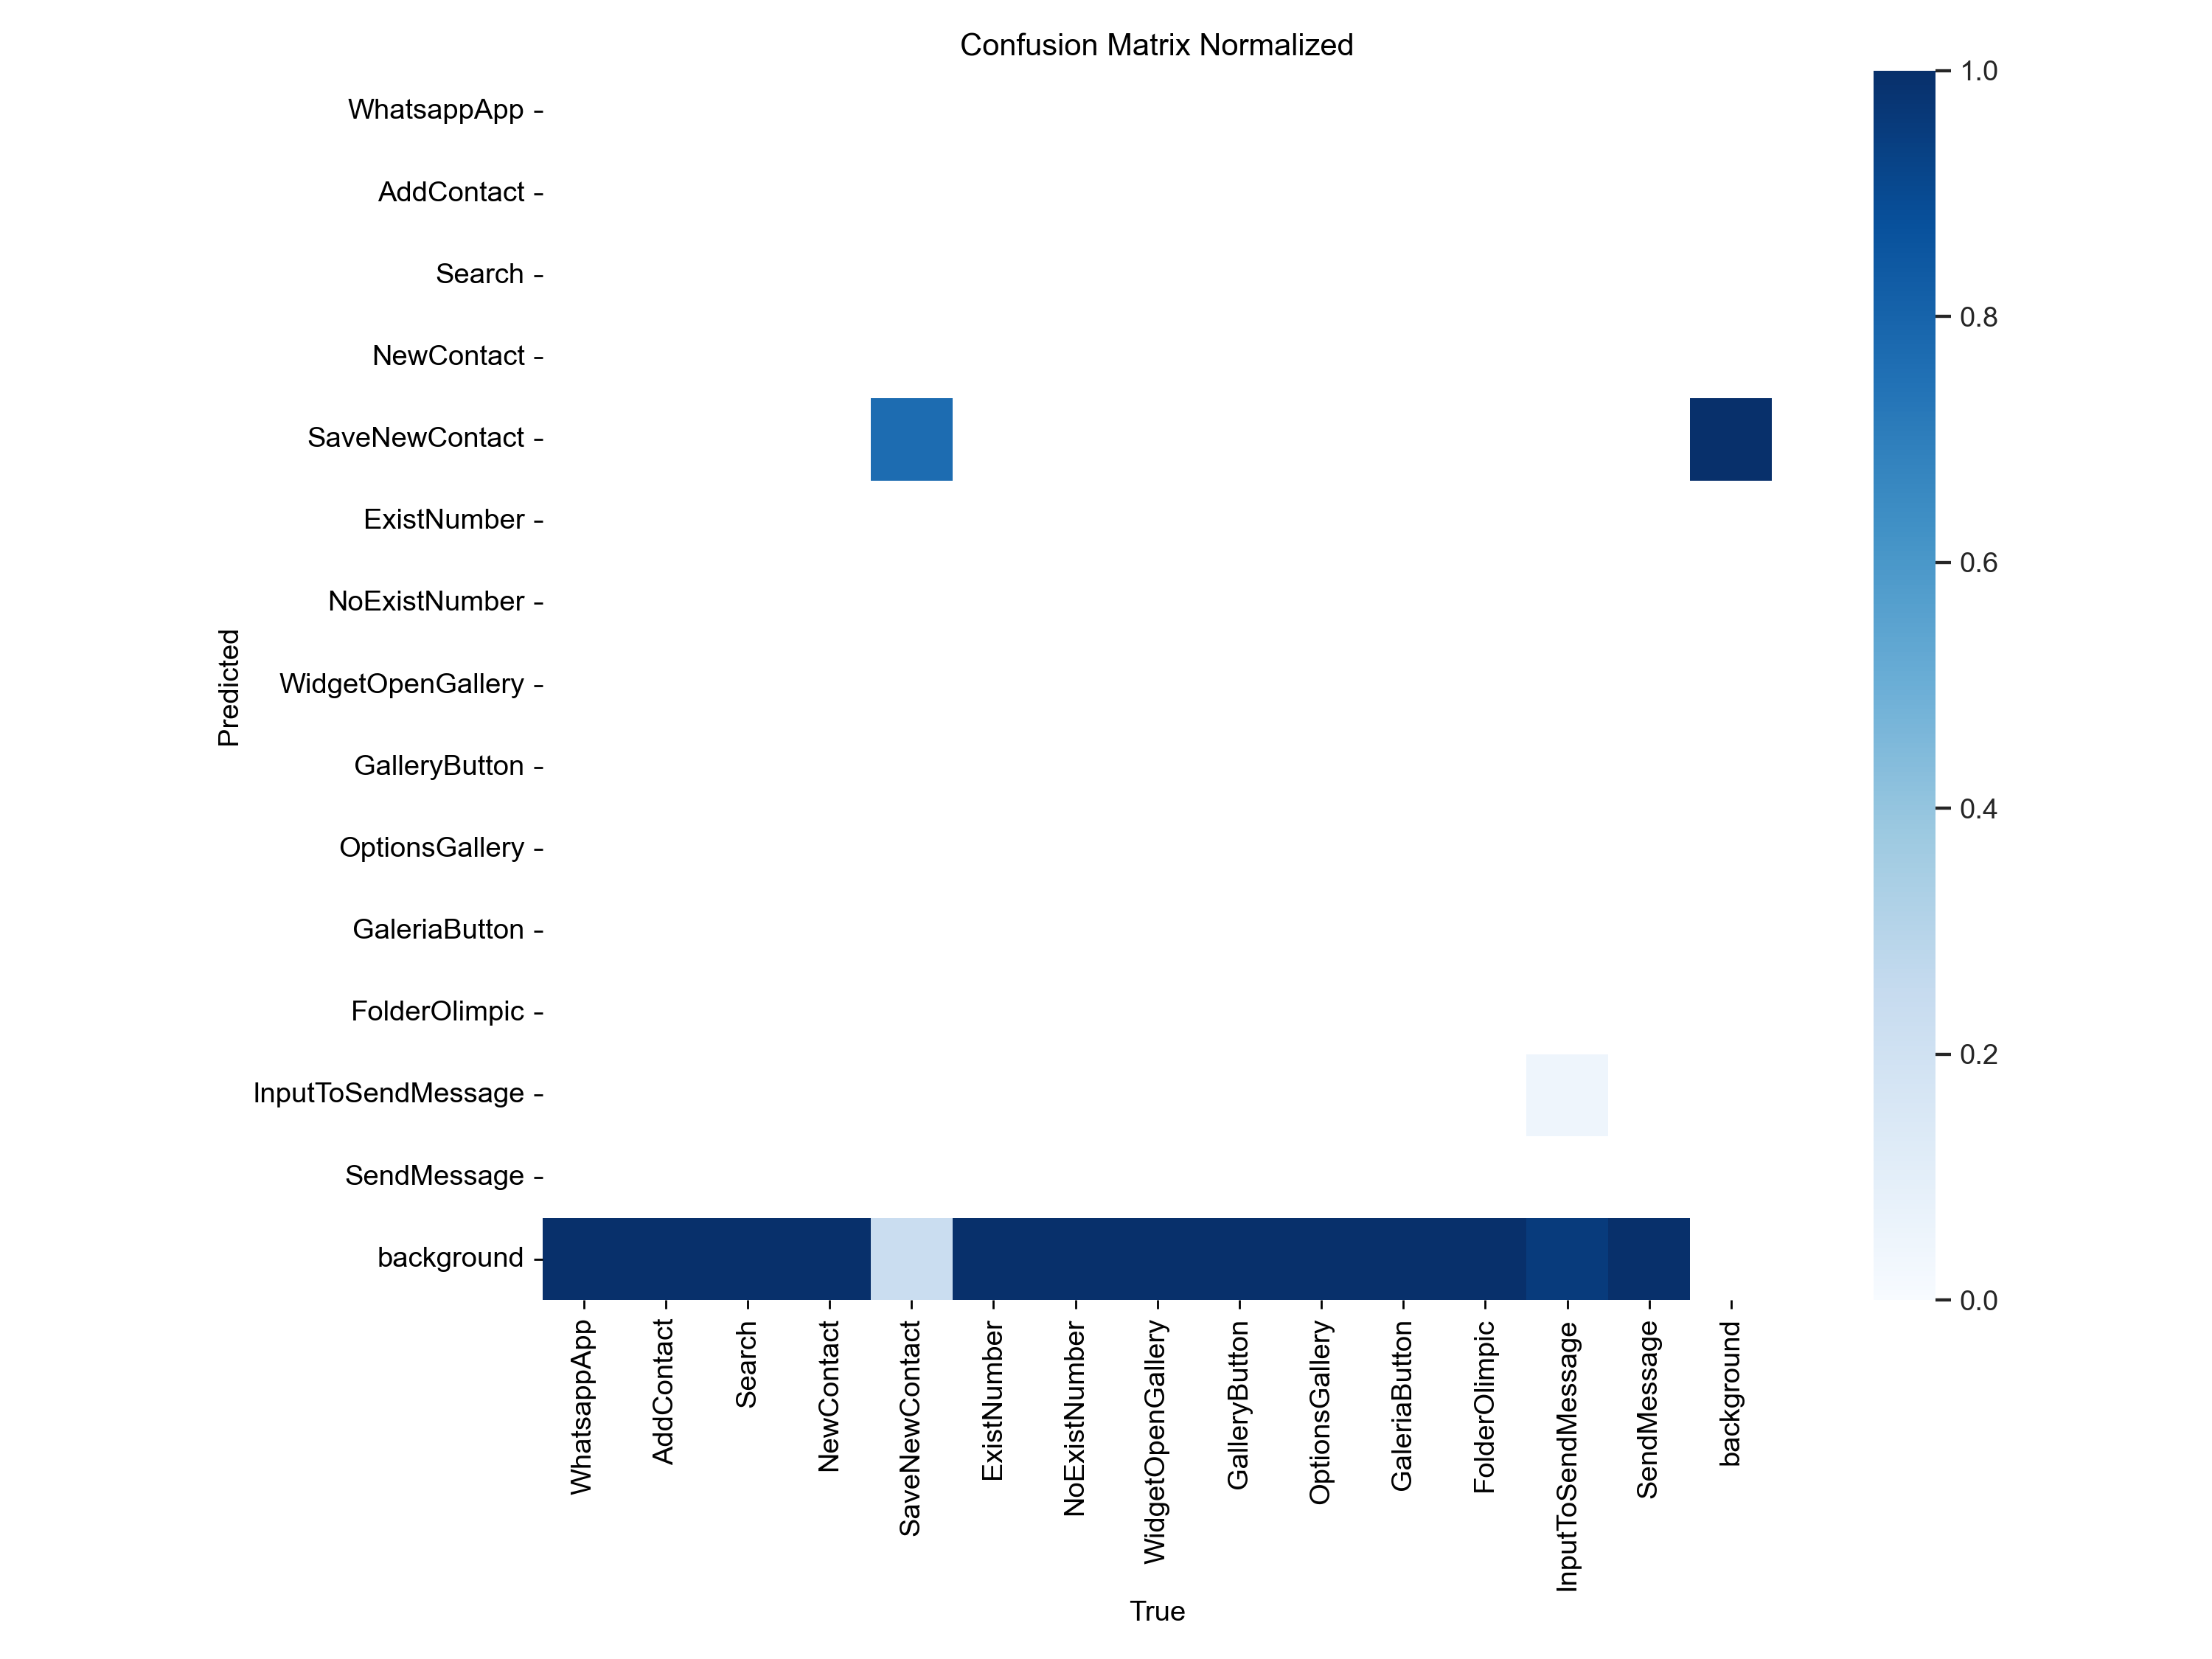 Confusion Matrix Normalized
WhatsappApp
AddContact
Search
NewContact
SaveNewContact
ExistNumber
NoExistNumber
WidgetOpenGallery
GalleryButton
OptionsGallery
GaleriaButton
FolderOlimpic
InputToSendMessage
SendMessage
background
Predicted
WhatsappApp
AddContact
Search
NewContact
SaveNewContact
ExistNumber
NoExistNumber
WidgetOpenGallery
GalleryButton
OptionsGallery
GaleriaButton
FolderOlimpic
InputToSendMessage
SendMessage
background
True
1.0
0.8
0.6
0.4
0.2
0.0